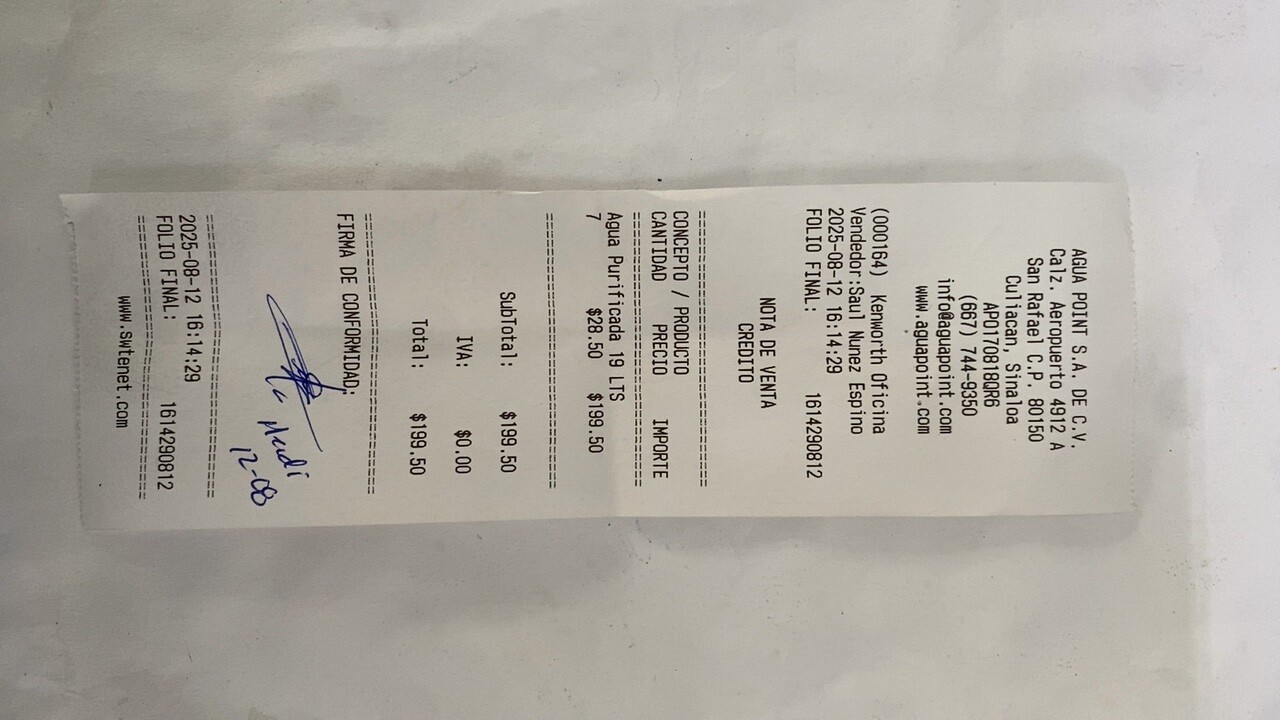 AGUA POINT S.A. DE C.V.
Calz. Aeropuerto 4912 A
San Rafael C.P. 80150
Culiacan, Sinaloa
APO170818QR6
(667) 744-9350
info@aguapoint.com
www.aguapoint.com
(000164) Kenworth Oficina
Vendedor:Saul Nunez Espino
2025-08-12 16:14:29
FOLIO FINAL: 1614290812
NOTA DE VENTA
CREDITO
================================
CONCEPTO / PRODUCTO
CANTIDAD PRECIO IMPORTE
================================
Agua Purificada 19 LTS
7 $28.50 $199.50
================================
SubTotal: $199.50
IVA: $0.00
Total: $199.50
================================
FIRMA DE CONFORMIDAD:
12-08
================================
2025-08-12 16:14:29
FOLIO FINAL: 1614290812
================================
www.swtenet.com